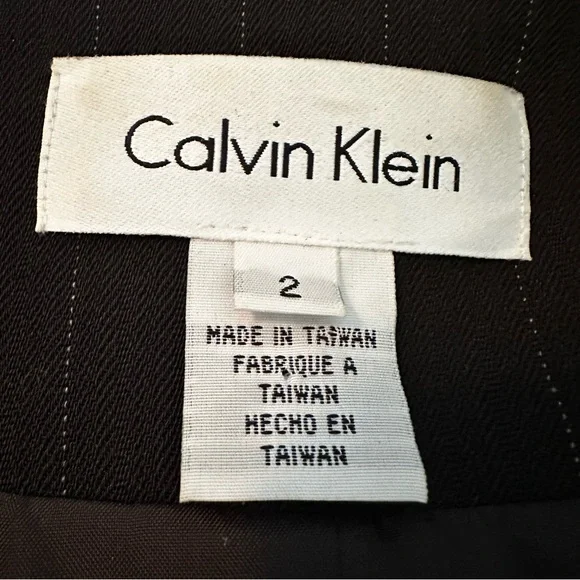 Calvin Klein
2
MADE IN TAIWAN
FABRIQUE A
TAIWAN
HECHO EN
TAIWAN